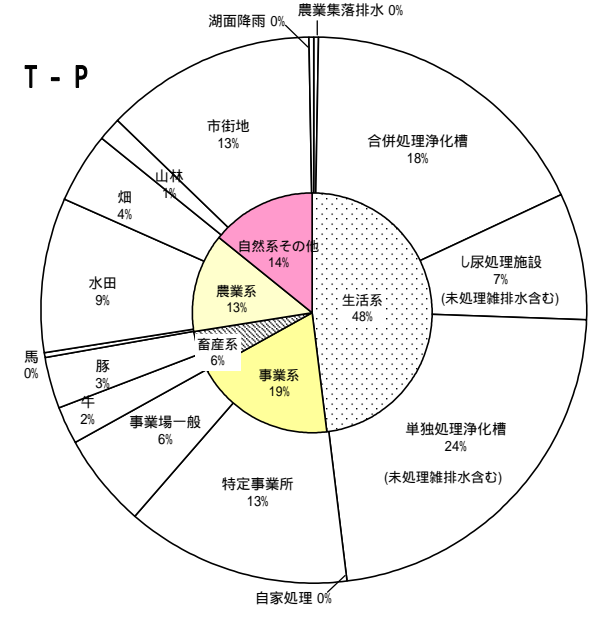 農業集落排水 0%
湖面降雨 0%
T - P
市街地
13%
合併処理浄化槽
18%
山林
1%
畑
4%
自然系その他
14%
し尿処理施設
7%
(未処理雑排水含む)
水田
9%
農業系
13%
生活系
48%
畜産系
6%
馬
0%
豚
3%
事業系
19%
牛
2%
事業場一般
6%
単独処理浄化槽
24%
(未処理雑排水含む)
特定事業所
13%
自家処理 0%